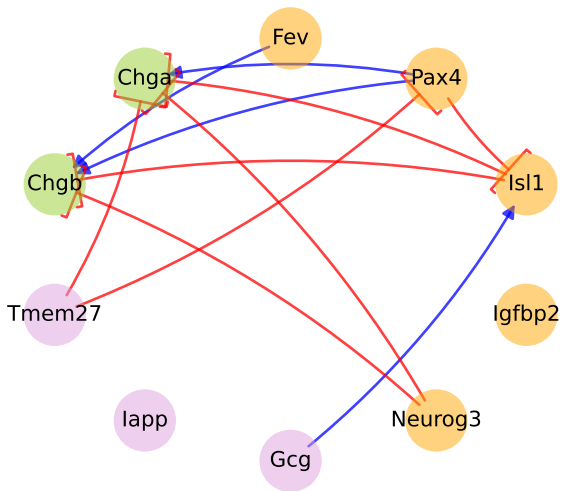 Fev
Chga
Pax4
Chgb
Isl1
Tmem27
Igfbp2
Iapp
Neurog3
Gcg